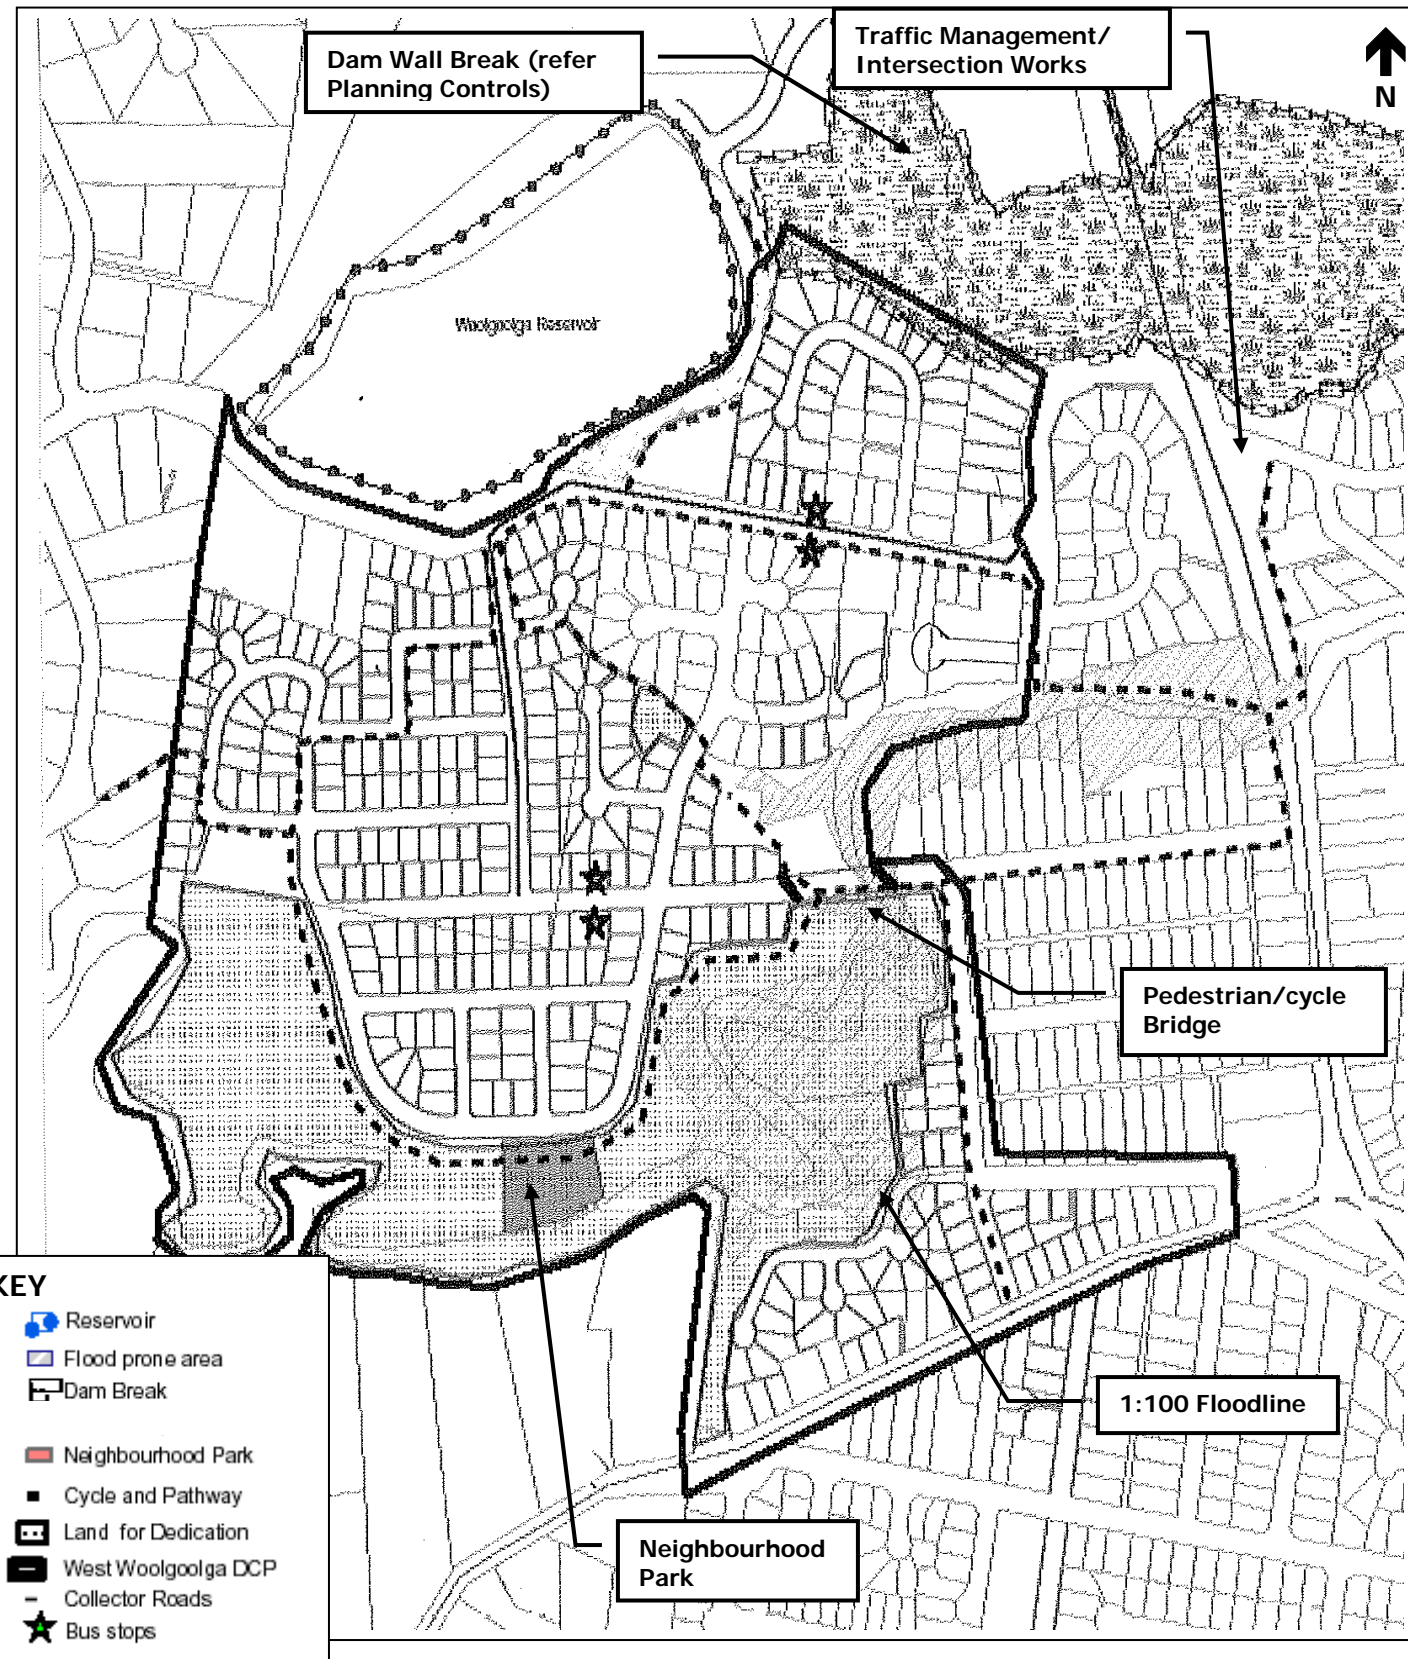 Dam Wall Break (refer
Planning Controls)
Traffic Management/
Intersection Works
N
Woolgoolga Reservoir
Pedestrian/cycle
Bridge
1:100 Floodline
Neighbourhood
Park
KEY
Reservoir
Flood prone area
Dam Break
Neighbourhood Park
Cycle and Pathway
Land for Dedication
West Woolgoolga DCP
Collector Roads
Bus stops